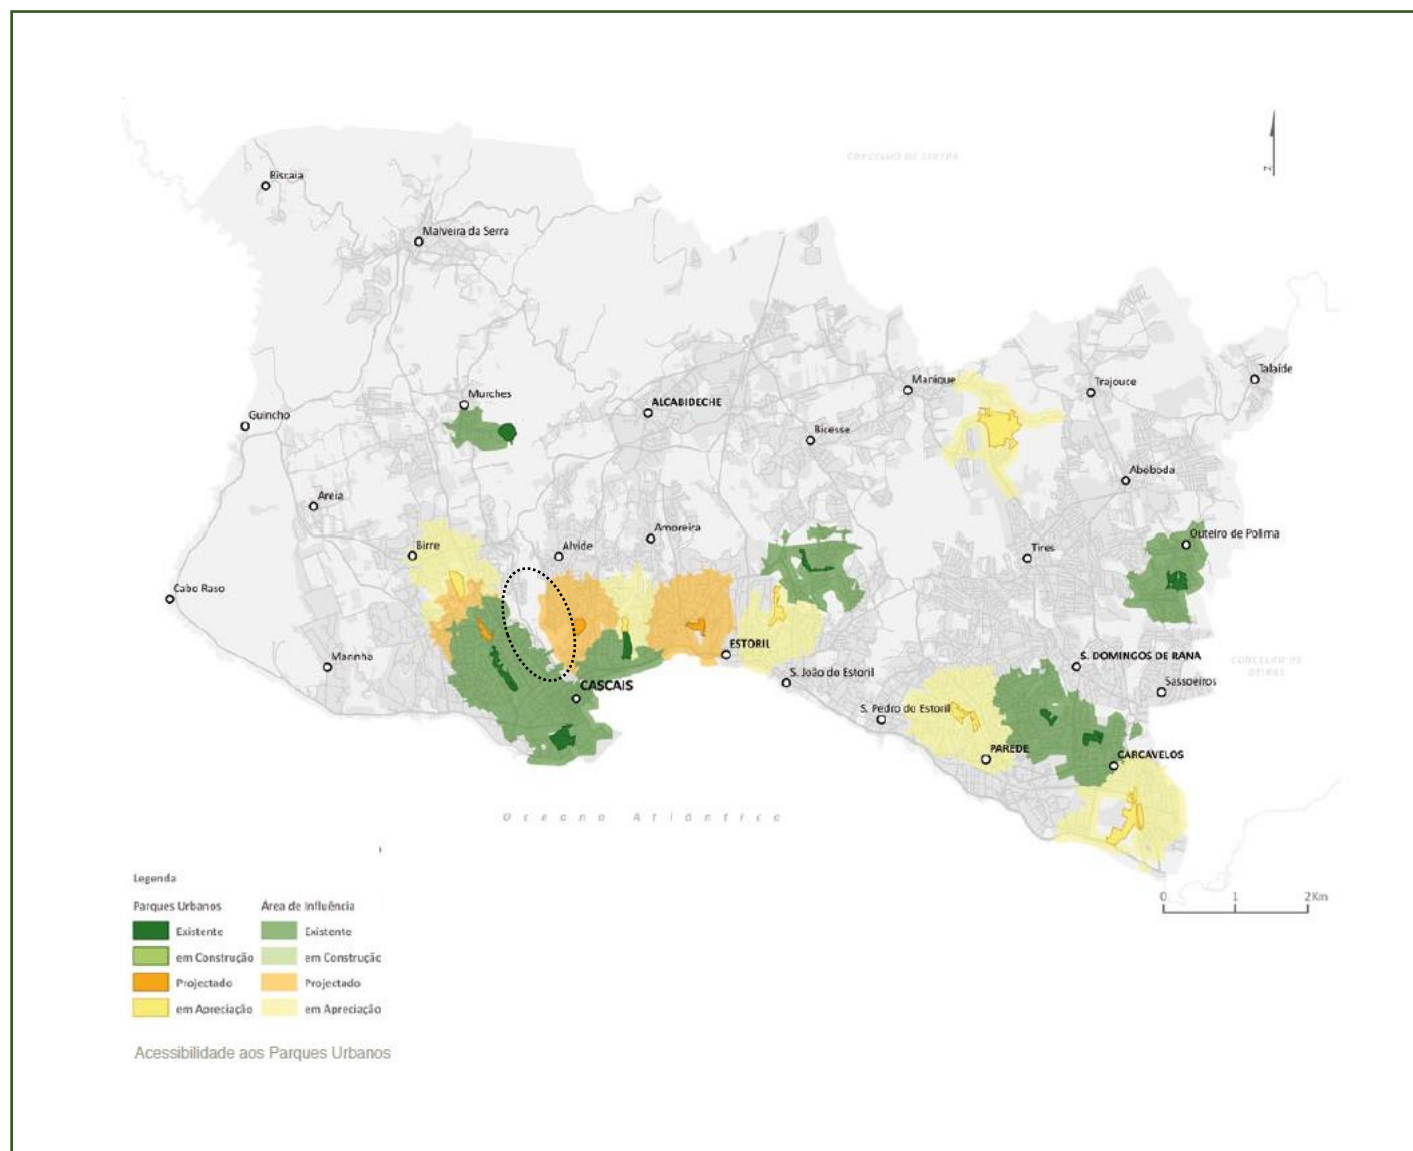 CONCELHO DE SINTRA
Z
Biscaia
Malveira da Serra
Talaíde
Manique
Trajouce
Murches
ALCABIDECHE
Guincho
Bicesse
Aboboda
Areia
Amoreira
Outeiro de Polima
Birre
Alvide
Tires
Cabo Raso
ESTORIL
S. DOMINGOS DE RANA
CONCELHO DE
OEIRAS
Marinha
S. João do Estoril
Sassoeiros
CASCAIS
S. Pedro do Estoril
PAREDE
CARCAVELOS
Oceano Atlântico
0 1 2Km
Legenda
Parques Urbanos Área de Influência
Existente Existente
em Construção em Construção
Projectado Projectado
em Apreciação em Apreciação
Acessibilidade aos Parques Urbanos